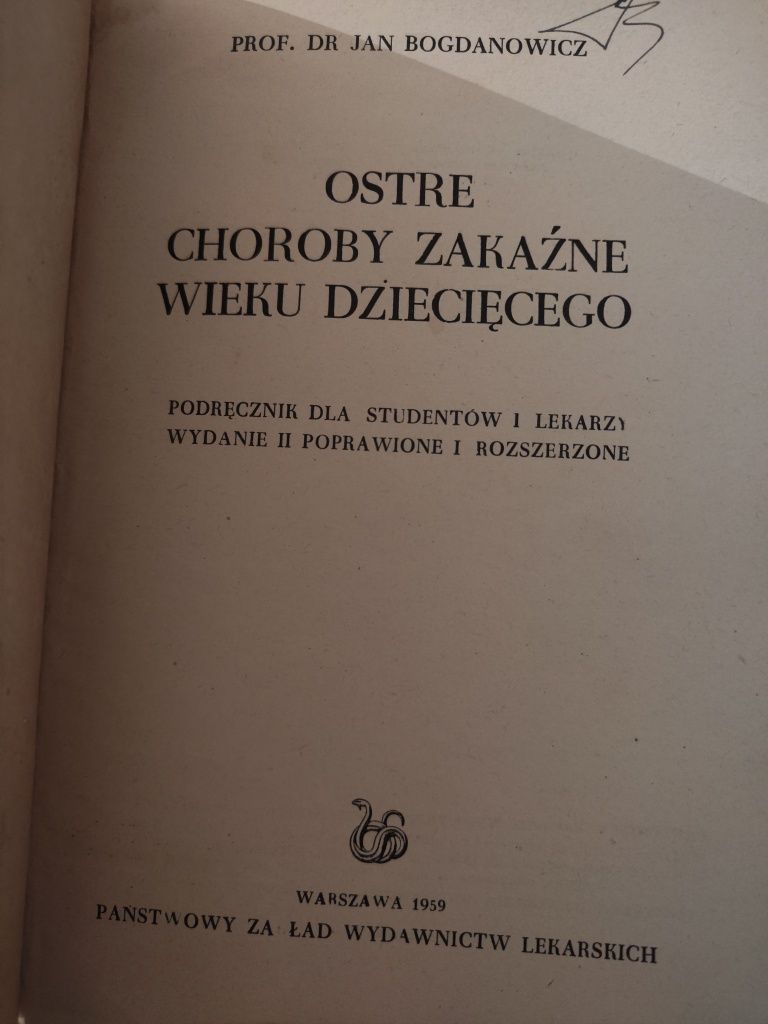 PROF. DR JAN BOGDANOWICZ
OSTRE
CHOROBY ZAKAŹNE
WIEKU DZIECIĘCEGO
PODRĘCZNIK DLA STUDENTÓW I LEKARZY
WYDANIE II POPRAWIONE I ROZSZERZONE
WARSZAWA 1959
PAŃSTWOWY ZAKŁAD WYDAWNICTW LEKARSKICH